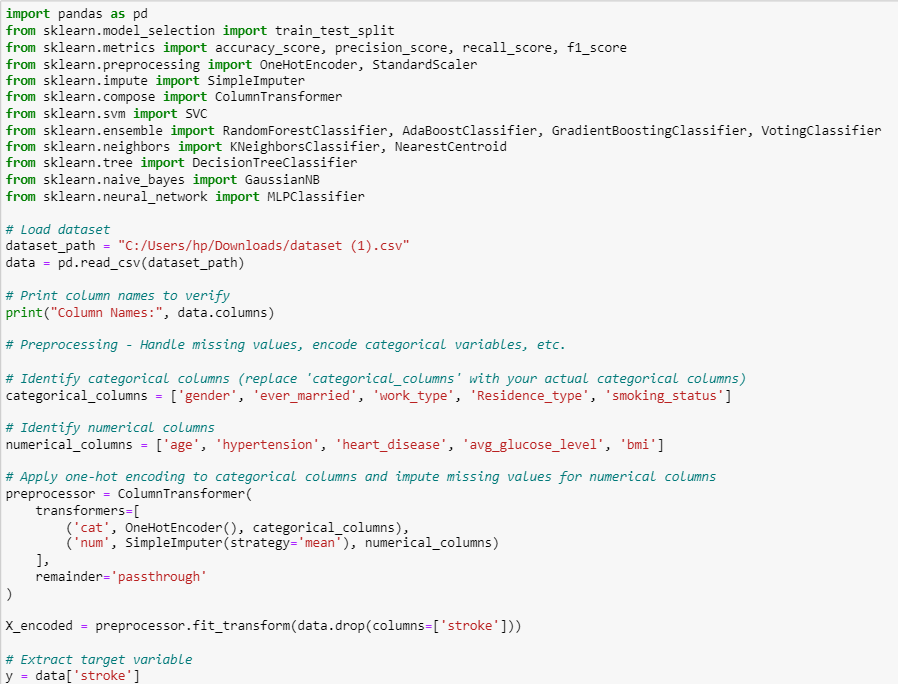 import pandas as pd
from sklearn.model_selection import train_test_split
from sklearn.metrics import accuracy_score, precision_score, recall_score, f1_score
from sklearn.preprocessing import OneHotEncoder, StandardScaler
from sklearn.impute import SimpleImputer
from sklearn.compose import ColumnTransformer
from sklearn.svm import SVC
from sklearn.ensemble import RandomForestClassifier, AdaBoostClassifier, GradientBoostingClassifier, VotingClassifier
from sklearn.neighbors import KNeighborsClassifier, NearestCentroid
from sklearn.tree import DecisionTreeClassifier
from sklearn.naive_bayes import GaussianNB
from sklearn.neural_network import MLPClassifier

# Load dataset
dataset_path = "C:/Users/hp/Downloads/dataset (1).csv"
data = pd.read_csv(dataset_path)

# Print column names to verify
print("Column Names:", data.columns)

# Preprocessing - Handle missing values, encode categorical variables, etc.

# Identify categorical columns (replace 'categorical_columns' with your actual categorical columns)
categorical_columns = ['gender', 'ever_married', 'work_type', 'Residence_type', 'smoking_status']

# Identify numerical columns
numerical_columns = ['age', 'hypertension', 'heart_disease', 'avg_glucose_level', 'bmi']

# Apply one-hot encoding to categorical columns and impute missing values for numerical columns
preprocessor = ColumnTransformer(
    transformers=[
        ('cat', OneHotEncoder(), categorical_columns),
        ('num', SimpleImputer(strategy='mean'), numerical_columns)
    ],
    remainder='passthrough'
)

X_encoded = preprocessor.fit_transform(data.drop(columns=['stroke']))

# Extract target variable
y = data['stroke']